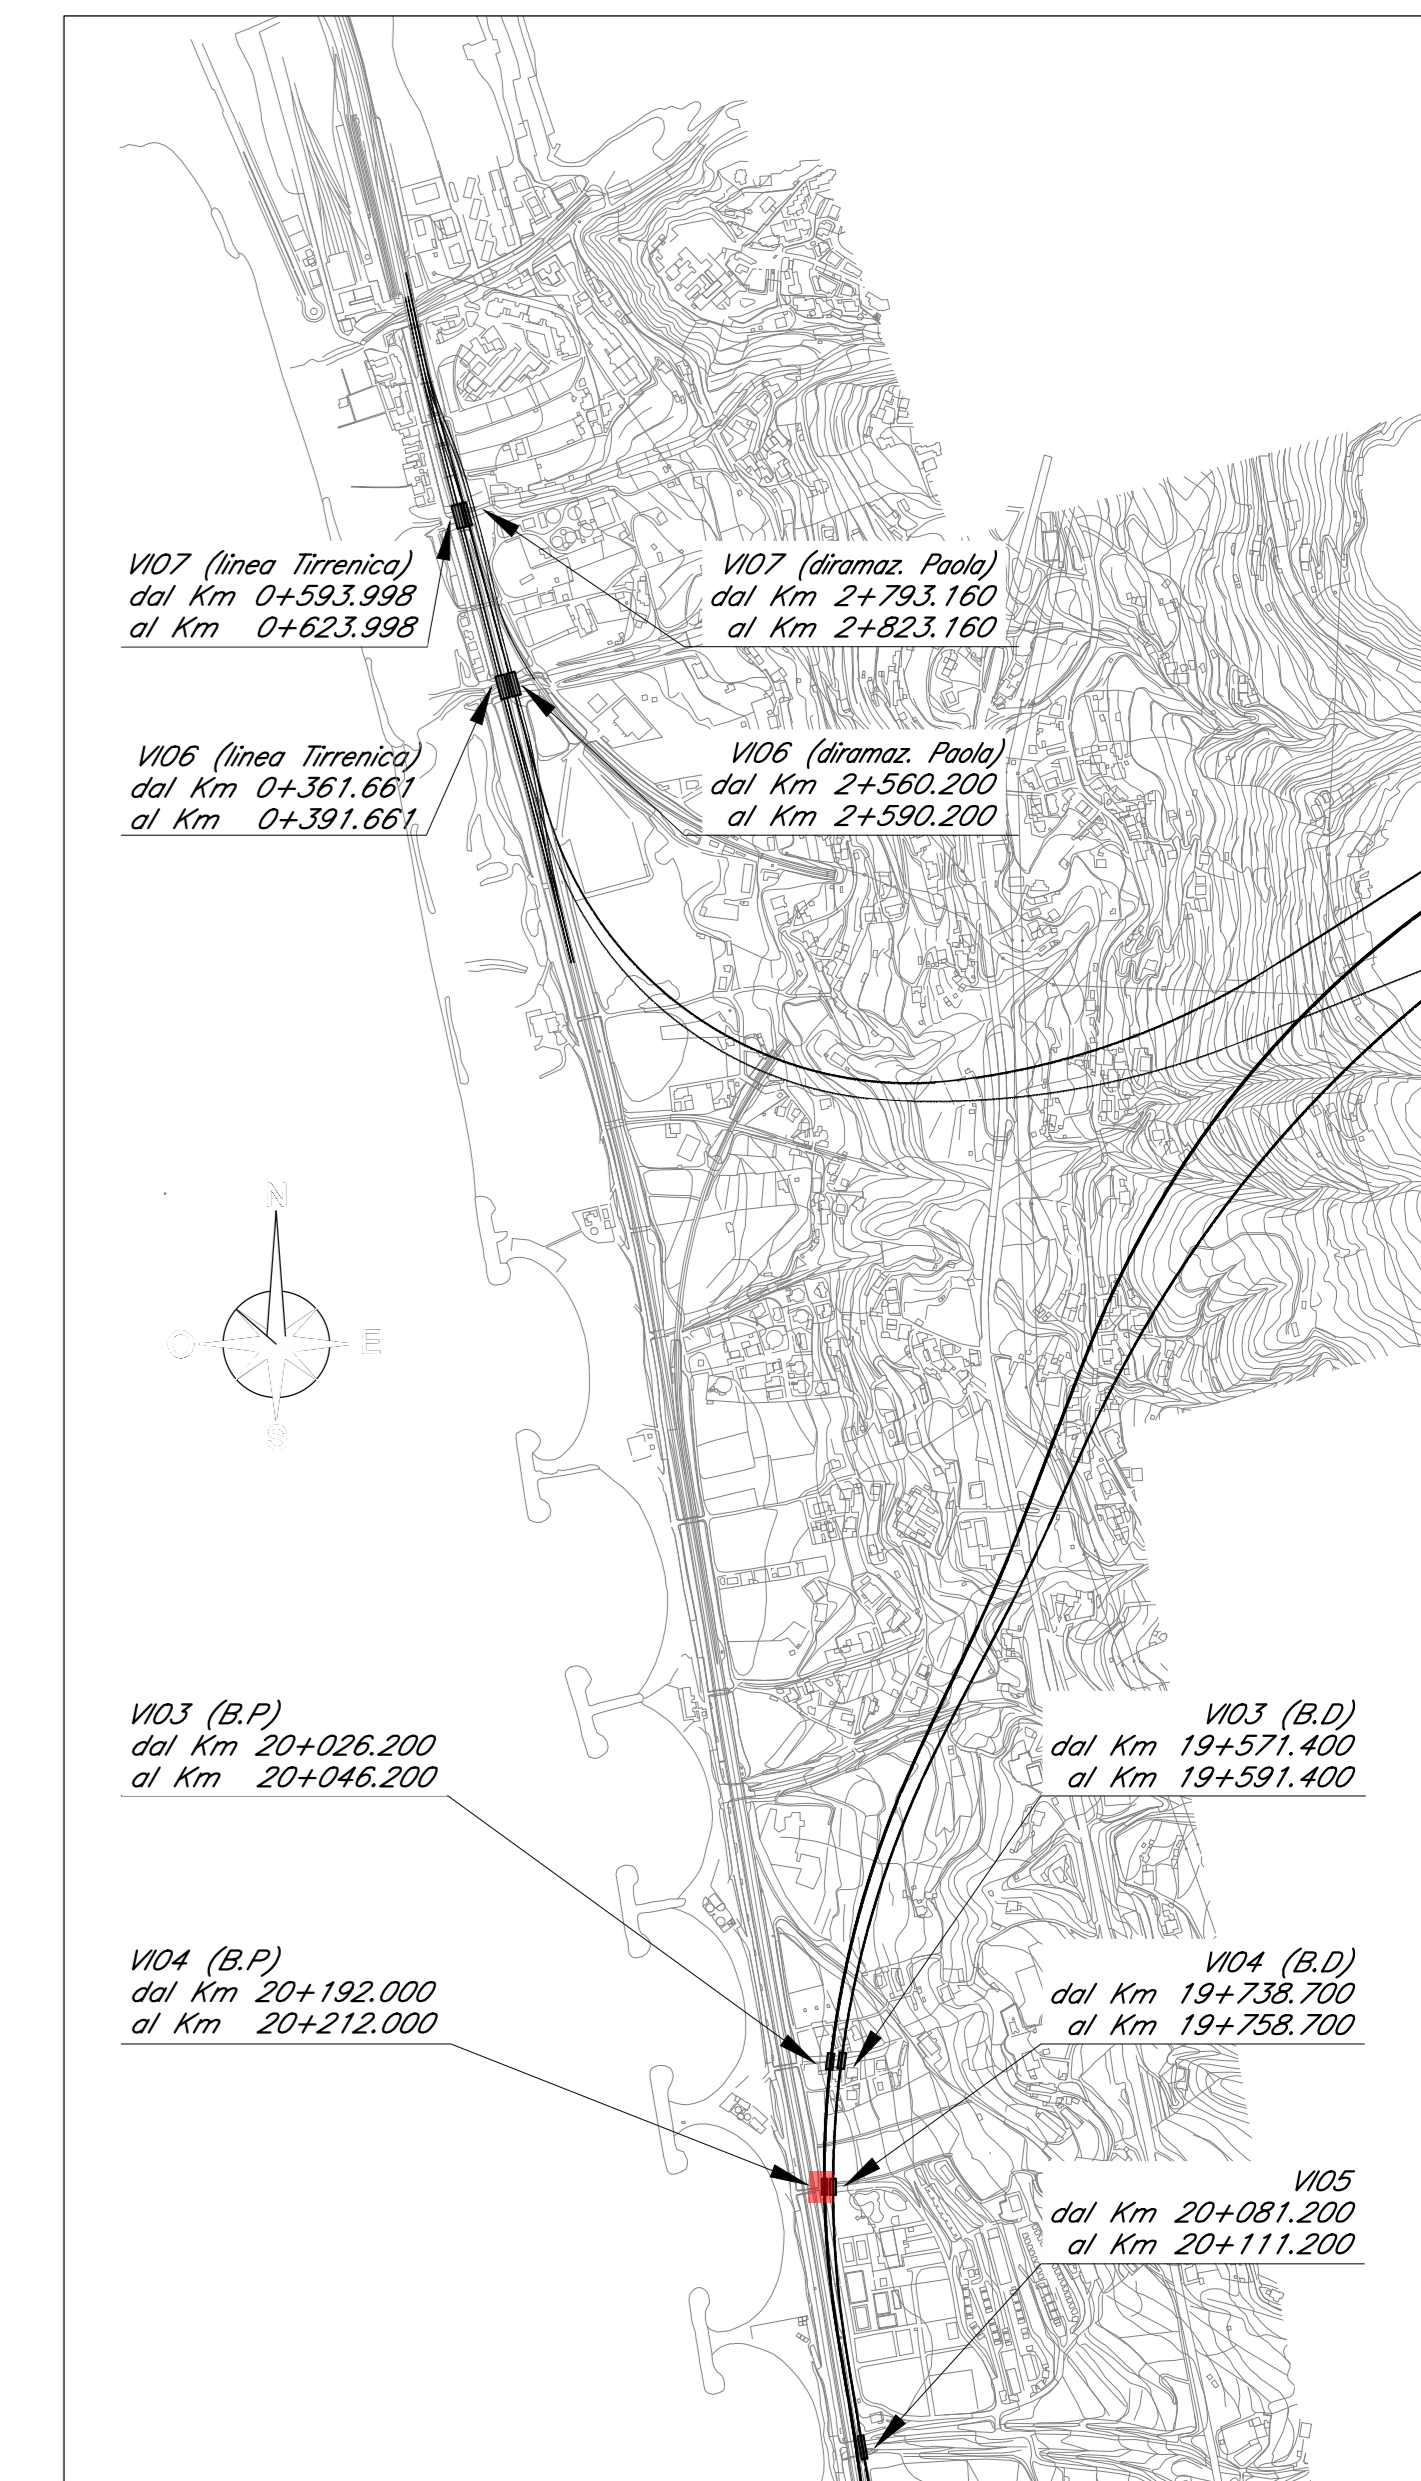 VI07 (linea Tirrenica)
dal Km 0+593.998
al Km 0+623.998
VI07 (diramaz. Paola)
dal Km 2+793.160
al Km 2+823.160
VI06 (linea Tirrenica)
dal Km 0+361.661
al Km 0+391.661
VI06 (diramaz. Paola)
dal Km 2+560.200
al Km 2+590.200
N
O
E
S
VI03 (B.P)
dal Km 20+026.200
al Km 20+046.200
VI03 (B.D)
dal Km 19+571.400
al Km 19+591.400
VI04 (B.P)
dal Km 20+192.000
al Km 20+212.000
VI04 (B.D)
dal Km 19+738.700
al Km 19+758.700
VI05
dal Km 20+081.200
al Km 20+111.200